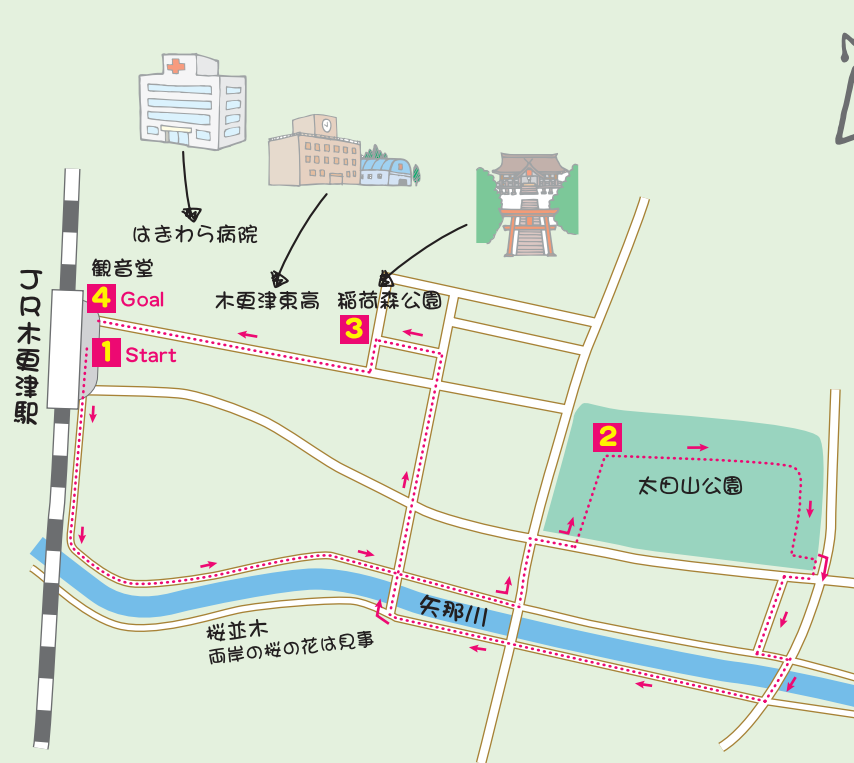 はきわら病院
観音堂
4 Goal
木更津東高
稲荷森公園
3
1 Start
JR木更津駅
2
太田山公園
矢那川
桜並木
両岸の桜の花は見事